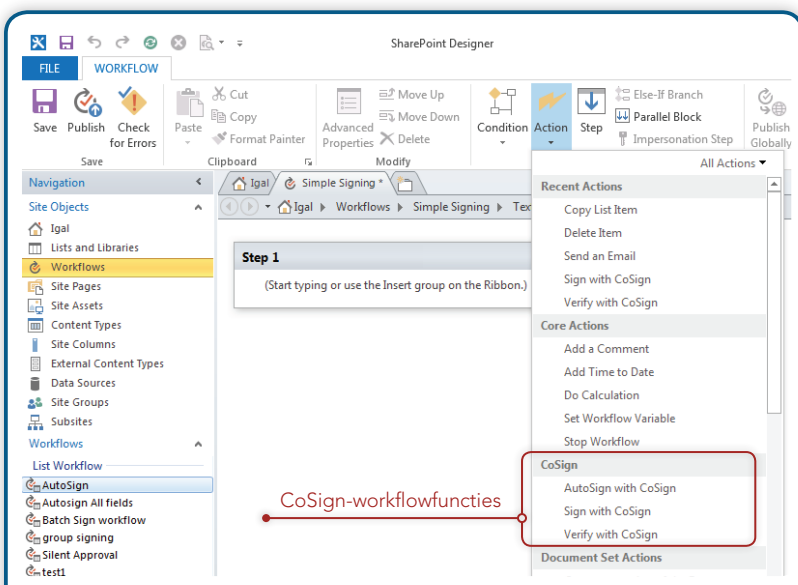 SharePoint Designer
FILE
WORKFLOW
Save
Publish
Check
for Errors
Save
Paste
Cut
Copy
Format Painter
Clipboard
Advanced
Properties
Move Up
Move Down
Delete
Modify
Condition
Action
Step
Else-If Branch
Parallel Block
Impersonation Step
Publish
Globally
Navigation
Site Objects
Igal
Lists and Libraries
Workflows
Site Pages
Site Assets
Content Types
Site Columns
External Content Types
Data Sources
Site Groups
Subsites
Workflows
List Workflow
AutoSign
Autosign All fields
Batch Sign workflow
group signing
Silent Approval
test1
Igal
Simple Signing *
Igal Workflows Simple Signing
Step 1
(Start typing or use the Insert group on the Ribbon.)
CoSign-workflowfuncties
All Actions
Recent Actions
Copy List Item
Delete Item
Send an Email
Sign with CoSign
Verify with CoSign
Core Actions
Add a Comment
Add Time to Date
Do Calculation
Set Workflow Variable
Stop Workflow
CoSign
AutoSign with CoSign
Sign with CoSign
Verify with CoSign
Document Set Actions